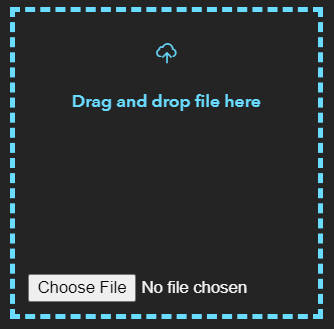 Drag and drop file here
Choose File No file chosen